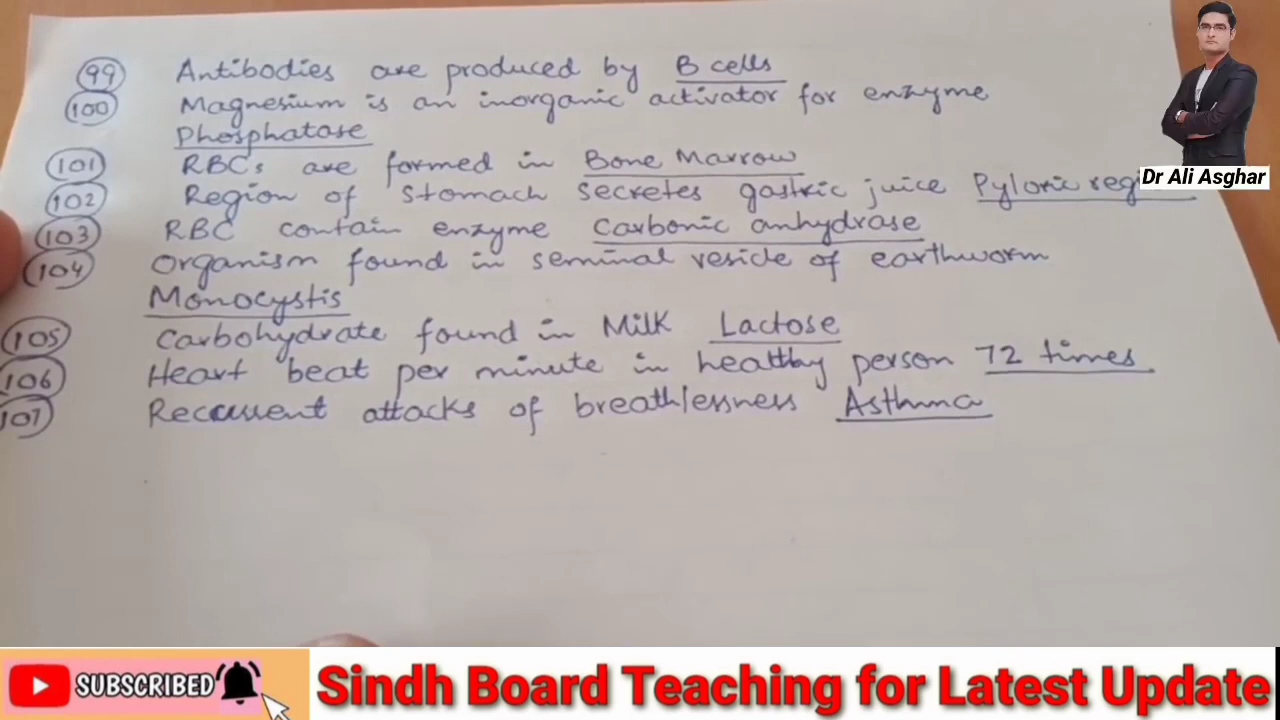 99 Antibodies are produced by B cells
100 Magnesium is an inorganic activator for enzyme
Phosphatase
101 RBCs are formed in Bone Marrow
102 Region of stomach secretes gastric juice Pyloric
103 RBC contain enzyme Carbonic anhydrase
104 Organism found in seminal vesicle of earthworm
Monocystis
105 Carbohydrate found in Milk Lactose
106 Heart beat per minute in healthy person 72 times
107 Recurrent attacks of breathlessness Asthma
Dr Ali Asghar
SUBSCRIBED
Sindh Board Teaching for Latest Update